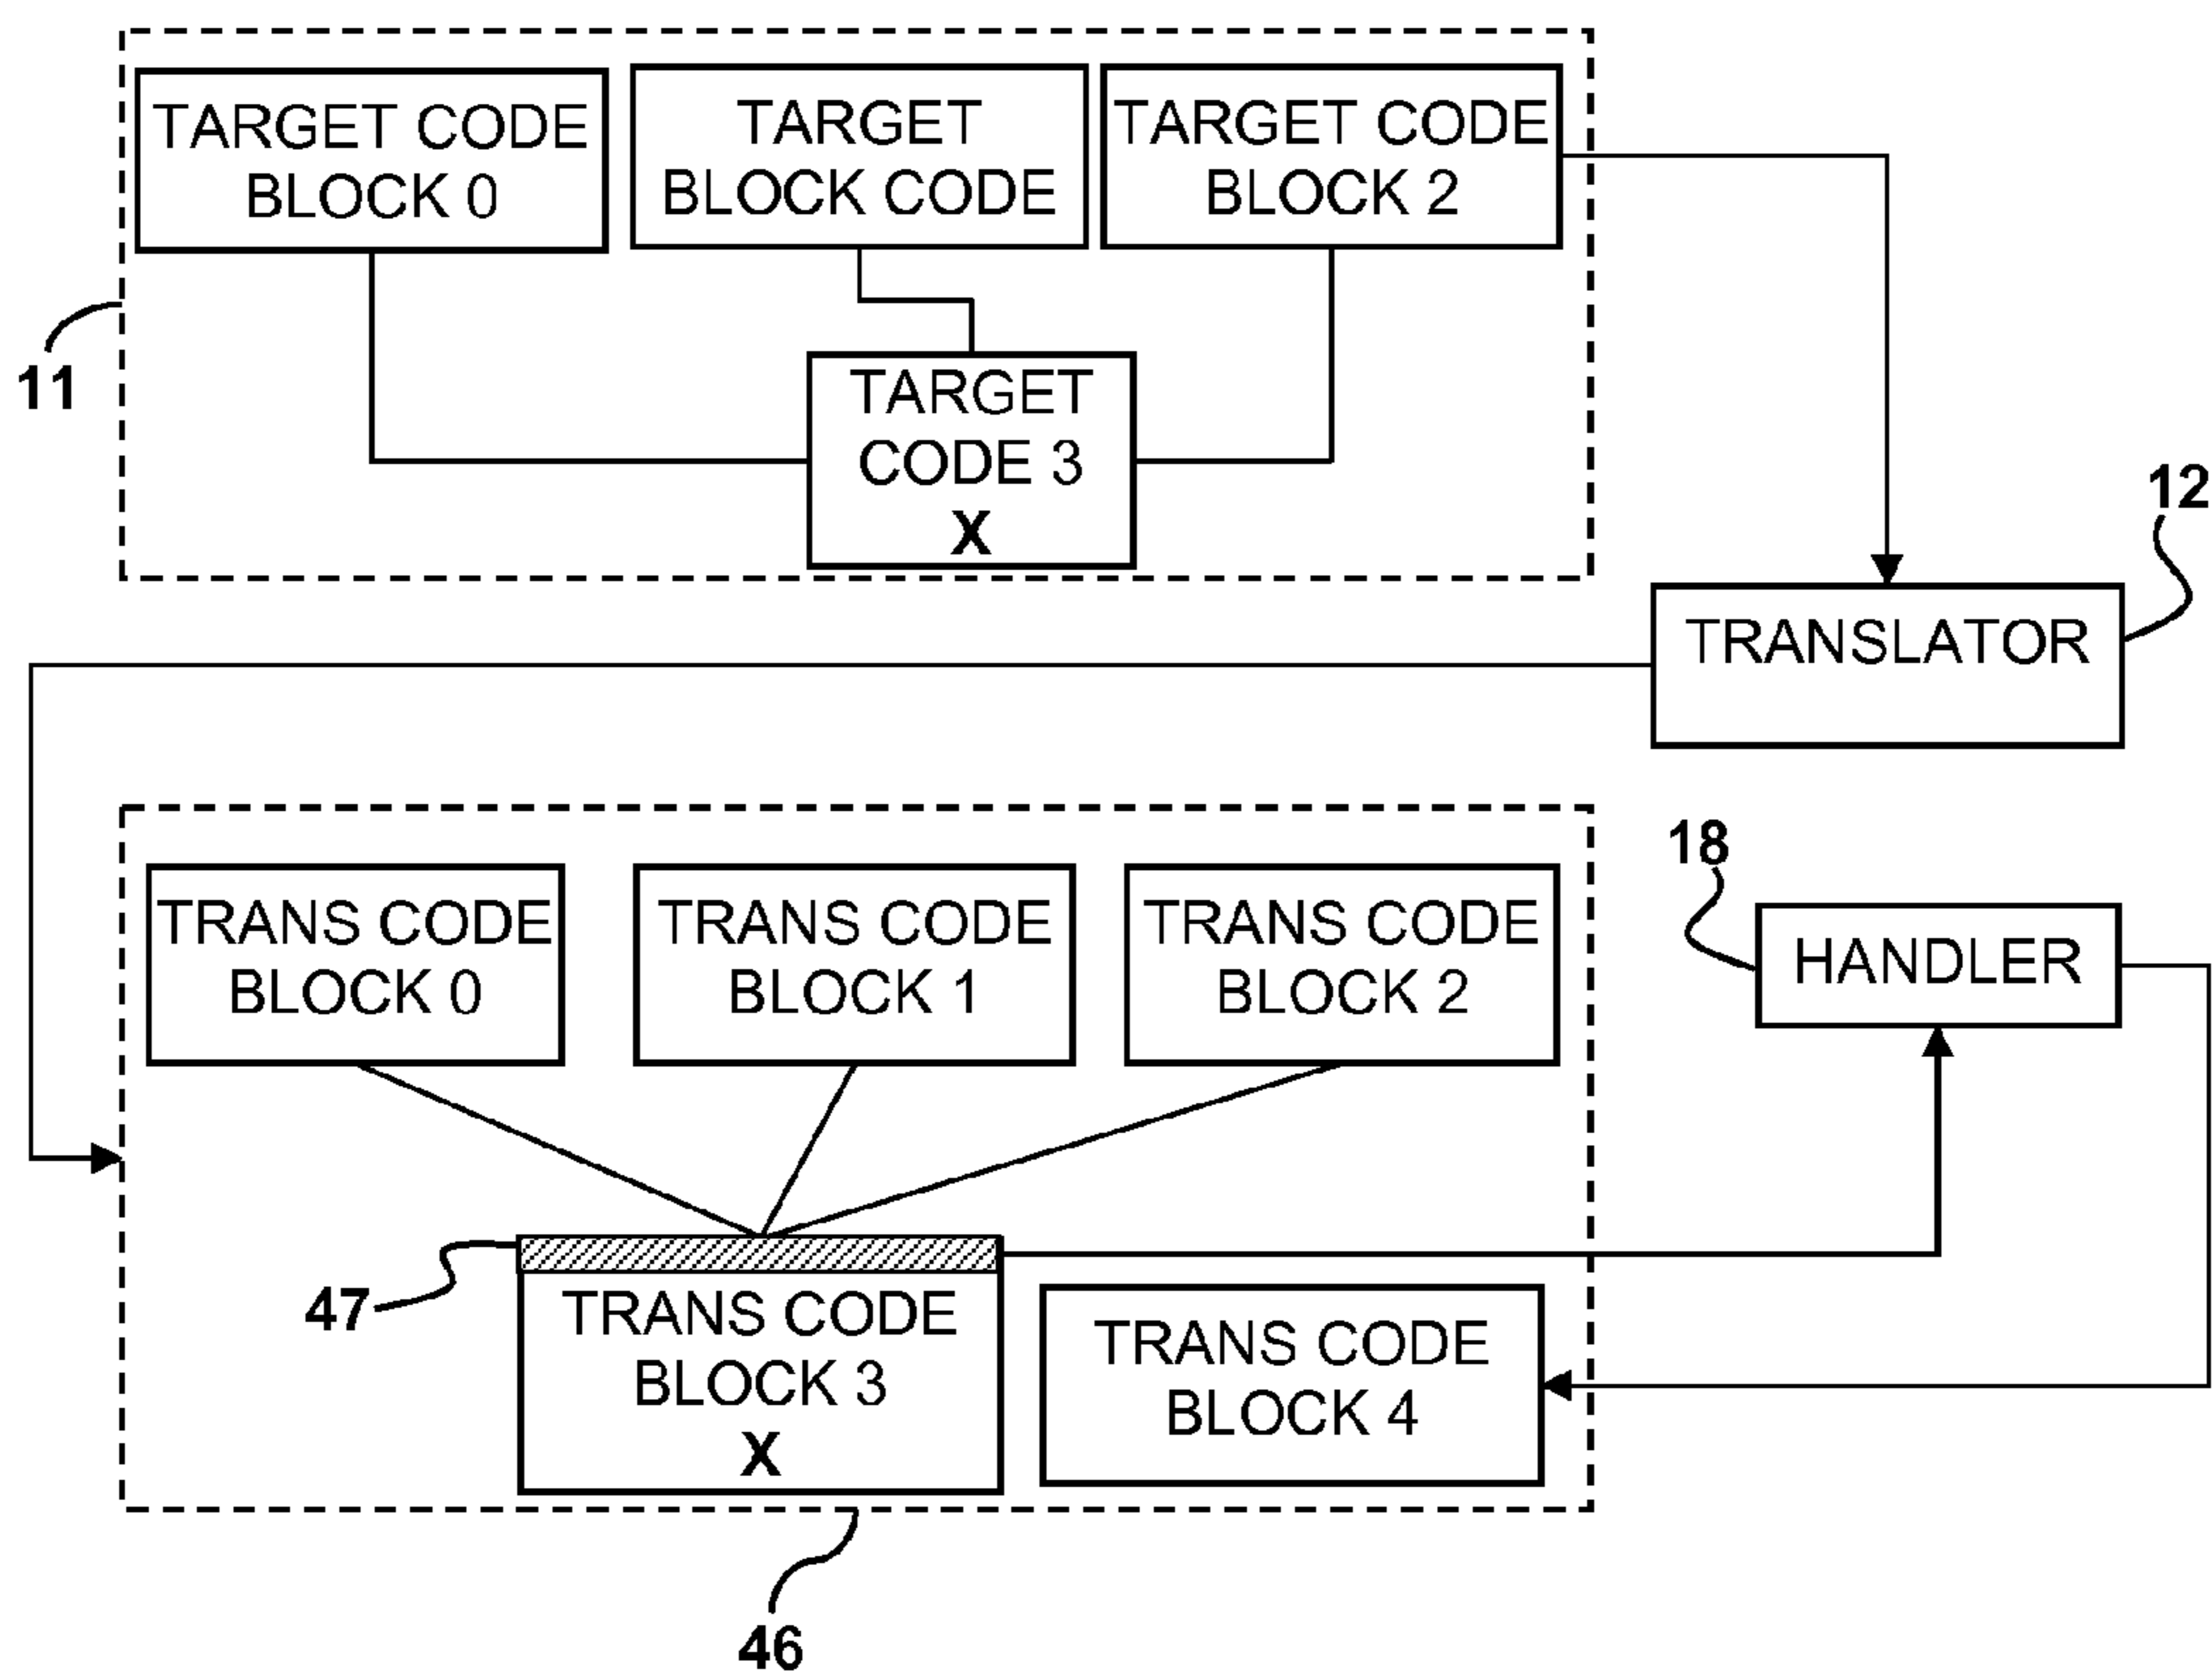 TARGET CODE
BLOCK 0
TARGET
BLOCK CODE
TARGET CODE
BLOCK 2
11
TARGET
CODE 3
X
12
TRANSLATOR
18
HANDLER
TRANS CODE
BLOCK 0
TRANS CODE
BLOCK 1
TRANS CODE
BLOCK 2
47
TRANS CODE
BLOCK 3
X
TRANS CODE
BLOCK 4
46